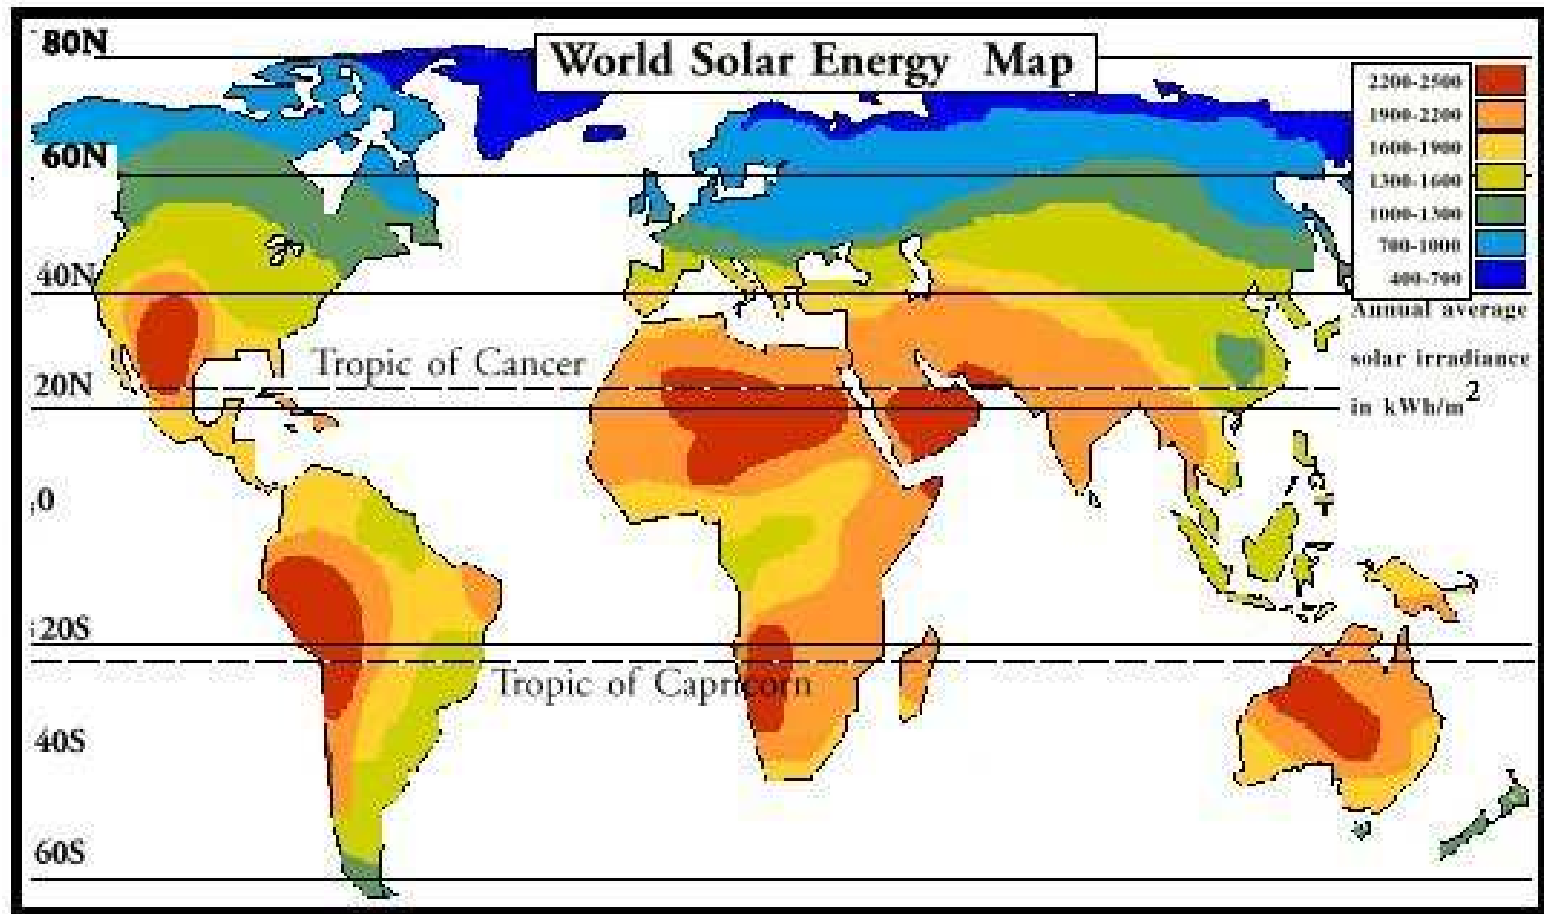 World Solar Energy Map
80N
60N
40N
20N
0
20S
40S
60S
Tropic of Cancer
Tropic of Capricorn
2200-2500
1900-2200
1600-1900
1300-1600
1000-1300
700-1000
400-700
Annual average
solar irradiance
in kWh/m²